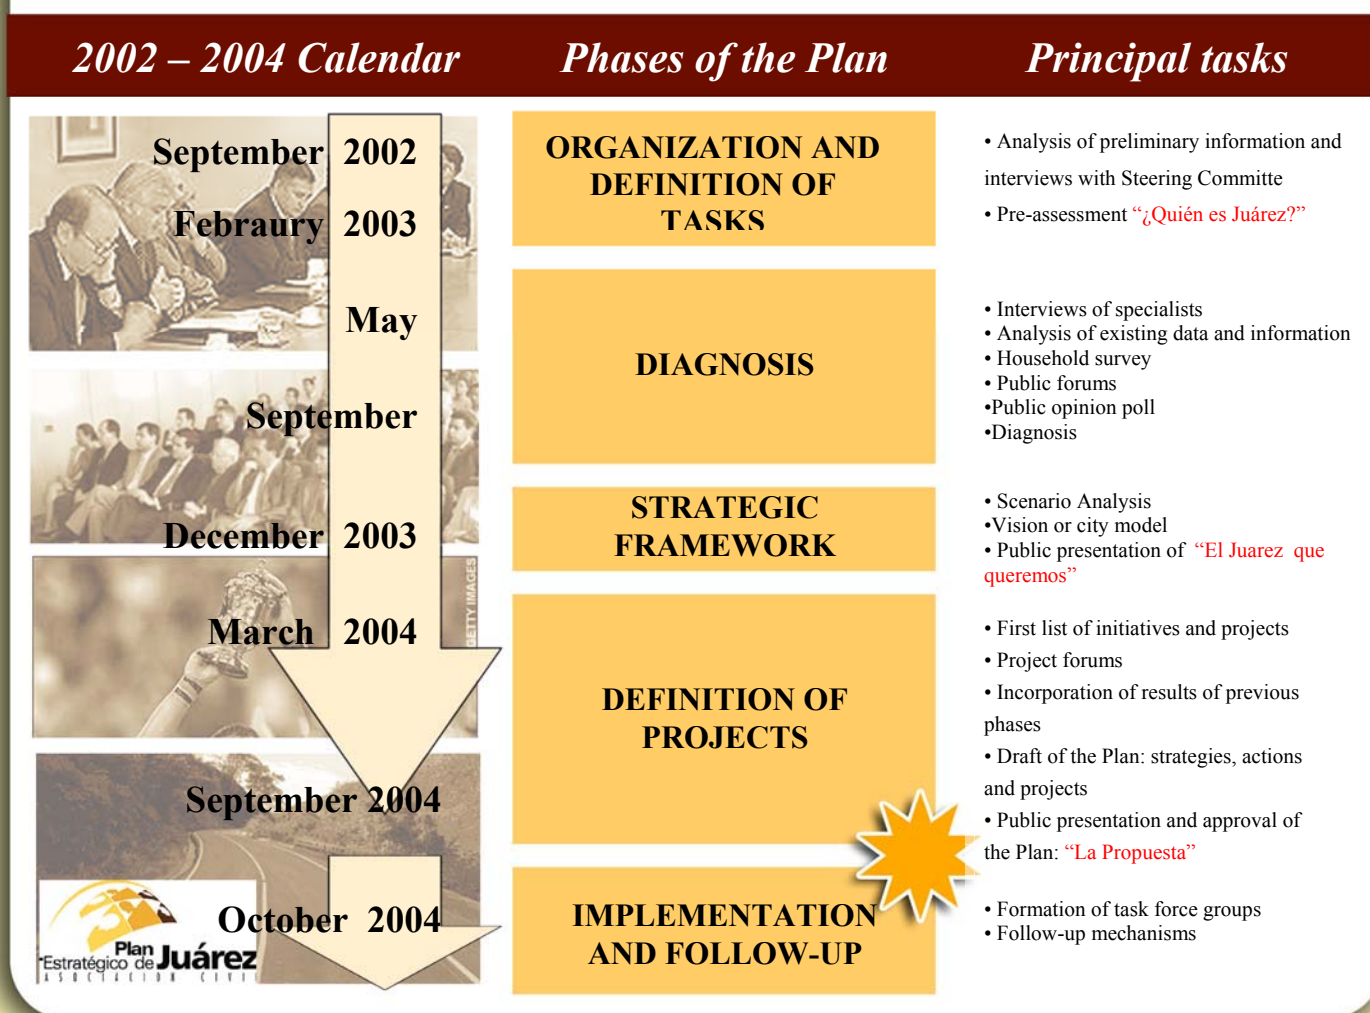 2002 – 2004 Calendar
Phases of the Plan
Principal tasks
September 2002
Febraury 2003
May
September
December 2003
March 2004
September 2004
October 2004
GETTY IMAGES
Plan
Estratégico de Juárez
ASOCIACION CIVIL
ORGANIZATION AND
DEFINITION OF
TASKS
DIAGNOSIS
STRATEGIC
FRAMEWORK
DEFINITION OF
PROJECTS
IMPLEMENTATION
AND FOLLOW-UP
• Analysis of preliminary information and
interviews with Steering Committe
• Pre-assessment “¿Quién es Juárez?”
• Interviews of specialists
• Analysis of existing data and information
• Household survey
• Public forums
•Public opinion poll
•Diagnosis
• Scenario Analysis
•Vision or city model
• Public presentation of “El Juarez que
queremos”
• First list of initiatives and projects
• Project forums
• Incorporation of results of previous
phases
• Draft of the Plan: strategies, actions
and projects
• Public presentation and approval of
the Plan: “La Propuesta”
• Formation of task force groups
• Follow-up mechanisms